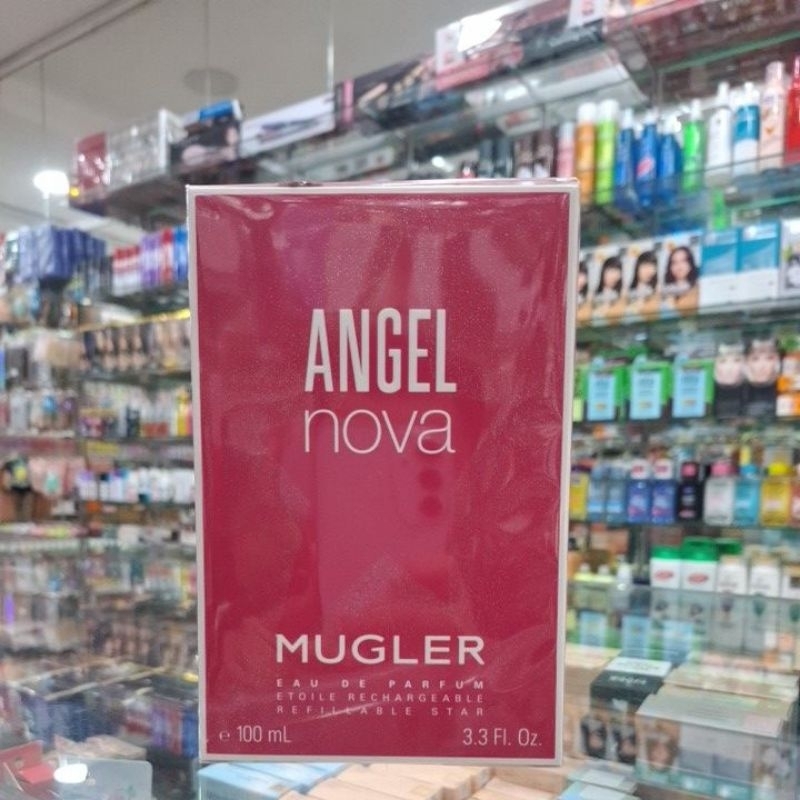 ANGEL
nova
MUGLER
EAU DE PARFUM
ETOILE RECHARGEABLE
REFILLABLE STAR
e 100 mL 3.3 Fl. Oz.